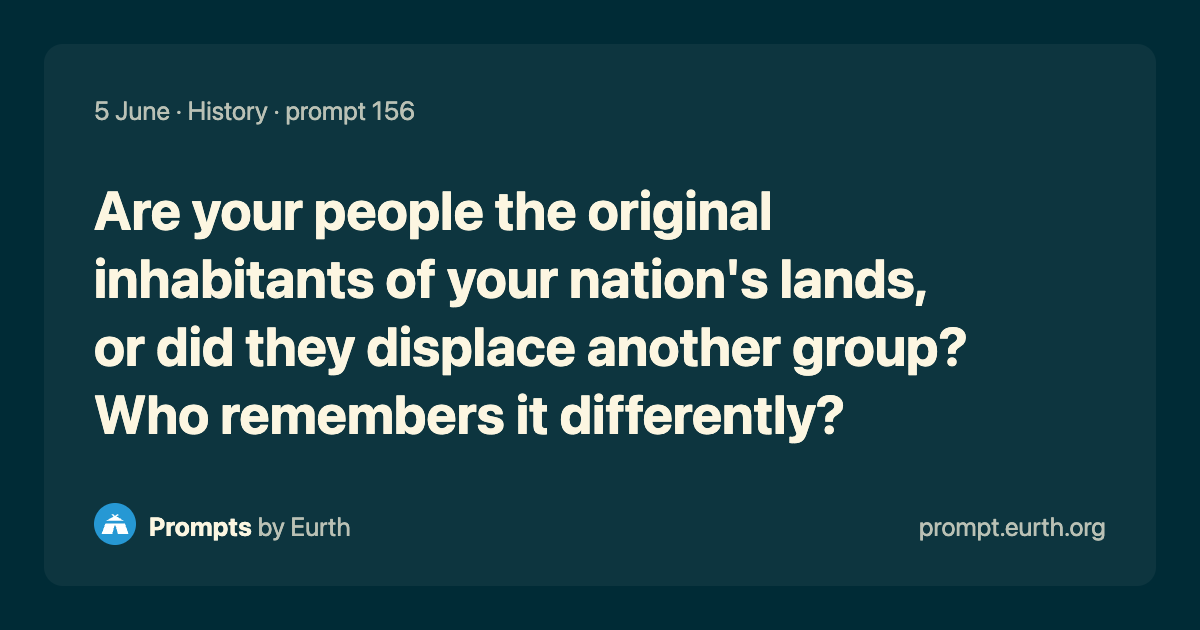 5 June · History · prompt 156
Are your people the original
inhabitants of your nation's lands,
or did they displace another group?
Who remembers it differently?
Prompts by Eurth
prompt.eurth.org